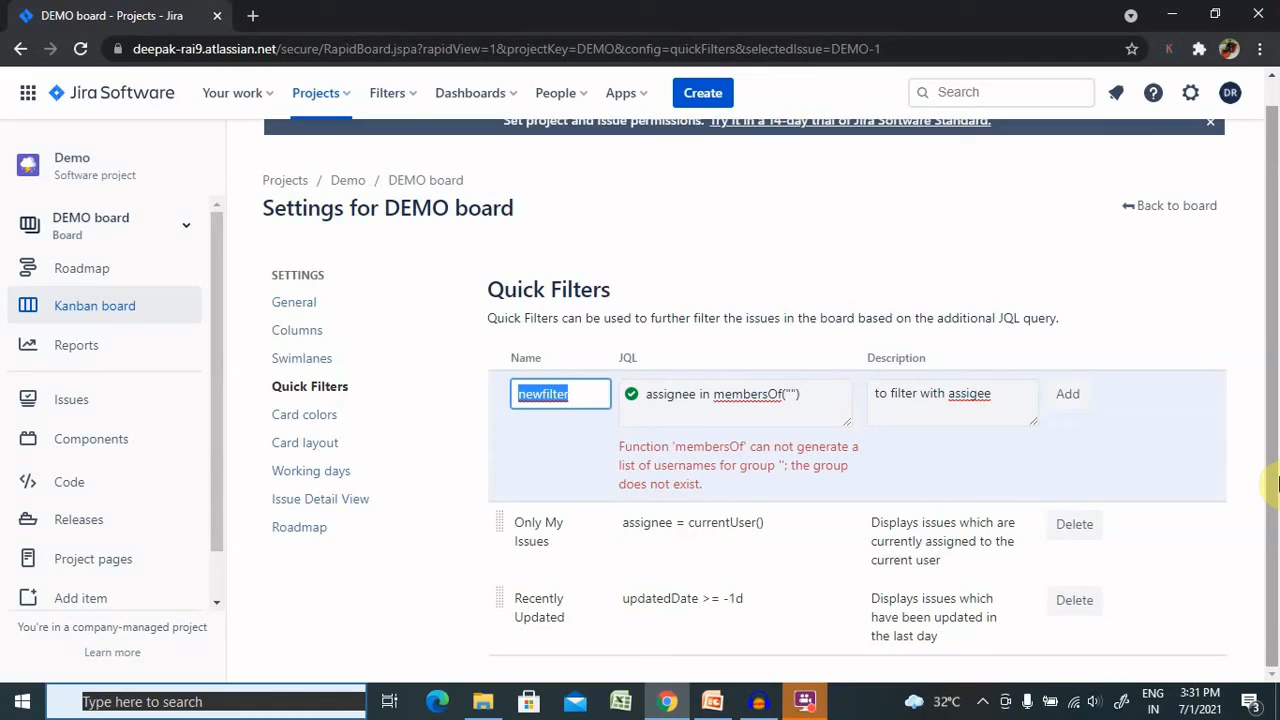 DEMO board - Projects - Jira
deepak-rai9.atlassian.net/secure/RapidBoard.jspa?rapidView=1&projectKey=DEMO&config=quickFilters&selectedIssue=DEMO-1
Jira Software
Your work
Projects
Filters
Dashboards
People
Apps
Create
Search
DR
Set project and issue permissions. Try it in a 14-day trial of Jira Software Standard.
Demo
Software project
DEMO board
Board
Roadmap
Kanban board
Reports
Issues
Components
Code
Releases
Project pages
Add item
You're in a company-managed project
Learn more
Projects / Demo / DEMO board
Settings for DEMO board
Back to board
SETTINGS
General
Columns
Swimlanes
Quick Filters
Card colors
Card layout
Working days
Issue Detail View
Roadmap
Quick Filters
Quick Filters can be used to further filter the issues in the board based on the additional JQL query.
Name JQL Description
newfilter
assignee in membersOf("")
to filter with assigee
Add
Function 'membersOf' can not generate a
list of usernames for group ''; the group
does not exist.
Only My
Issues
assignee = currentUser()
Displays issues which are
currently assigned to the
current user
Delete
Recently
Updated
updatedDate >= -1d
Displays issues which
have been updated in
the last day
Delete
Type here to search
32°C
ENG
IN
3:31 PM
7/1/2021
3